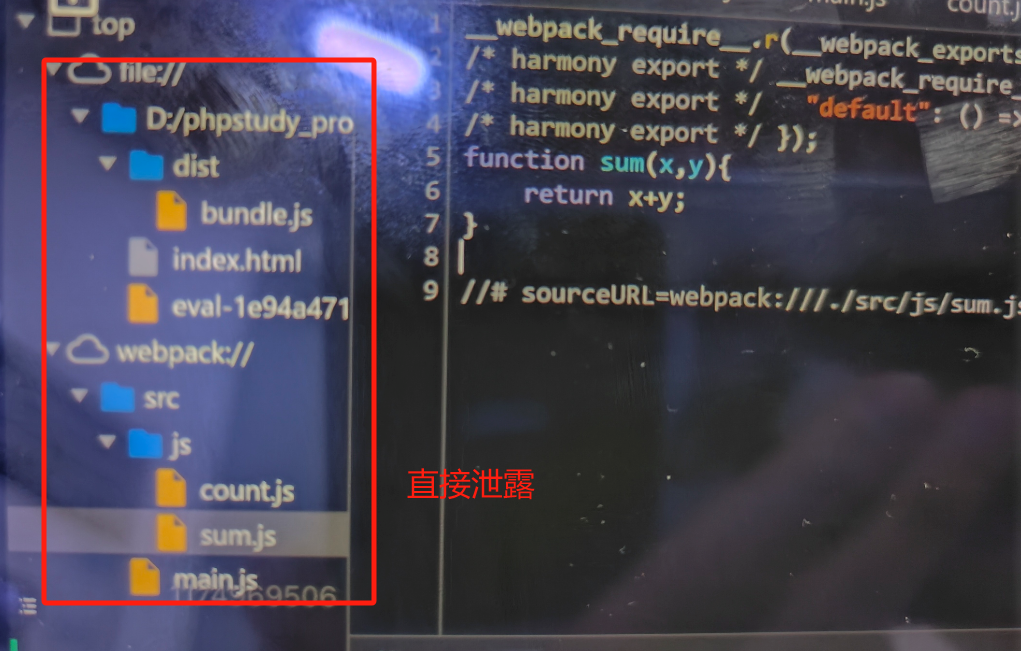 top
file://
D:/phpstudy_pro
dist
bundle.js
index.html
eval-1e94a471
webpack://
src
js
count.js
sum.js
main.js
main.js
count.j
1 __webpack_require__.r(__webpack_exports
2 /* harmony export */ __webpack_require_
3 /* harmony export */ "default": () =>
4 /* harmony export */ });
5 function sum(x,y){
6 return x+y;
7 }
8
9 //# sourceURL=webpack:///./src/js/sum.js
直接泄露